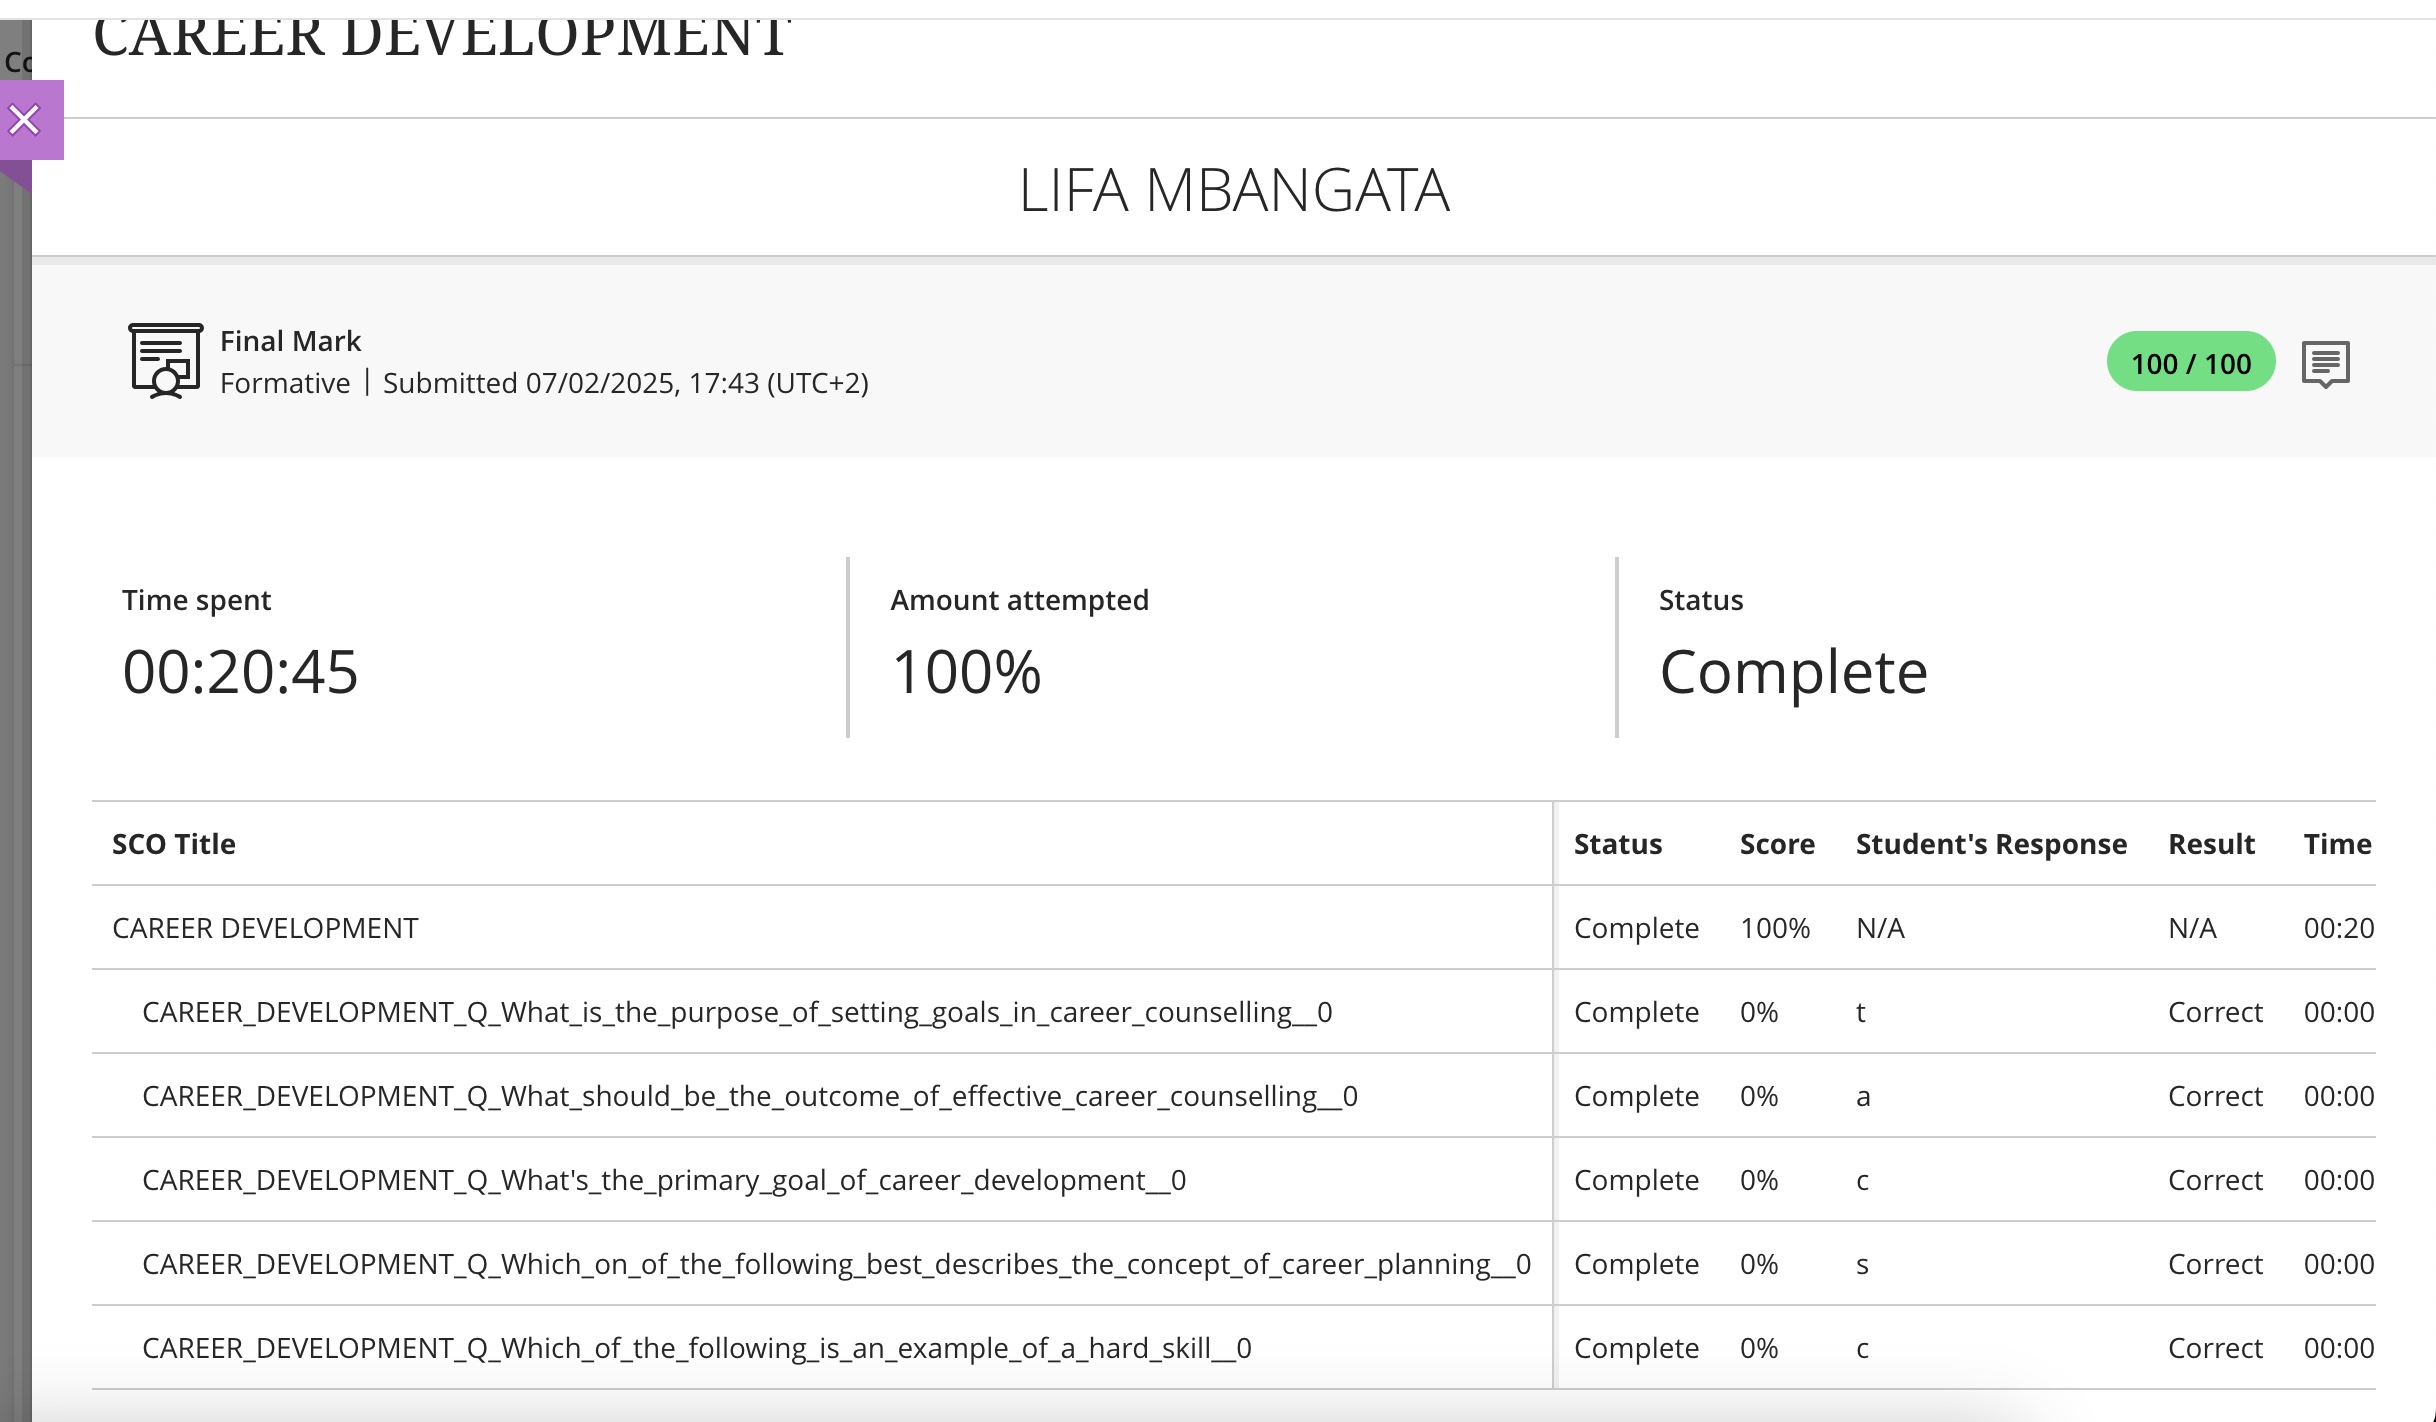 CAREER DEVELOPMENT
Co
LIFA MBANGATA
Final Mark
Formative | Submitted 07/02/2025, 17:43 (UTC+2)
100 / 100
Time spent
00:20:45
Amount attempted
100%
Status
Complete
SCO Title Status Score Student's Response Result Time
CAREER DEVELOPMENT Complete 100% N/A N/A 00:20
CAREER_DEVELOPMENT_Q_What_is_the_purpose_of_setting_goals_in_career_counselling__0 Complete 0% t Correct 00:00
CAREER_DEVELOPMENT_Q_What_should_be_the_outcome_of_effective_career_counselling__0 Complete 0% a Correct 00:00
CAREER_DEVELOPMENT_Q_What's_the_primary_goal_of_career_development__0 Complete 0% c Correct 00:00
CAREER_DEVELOPMENT_Q_Which_on_of_the_following_best_describes_the_concept_of_career_planning__0 Complete 0% s Correct 00:00
CAREER_DEVELOPMENT_Q_Which_of_the_following_is_an_example_of_a_hard_skill__0 Complete 0% c Correct 00:00